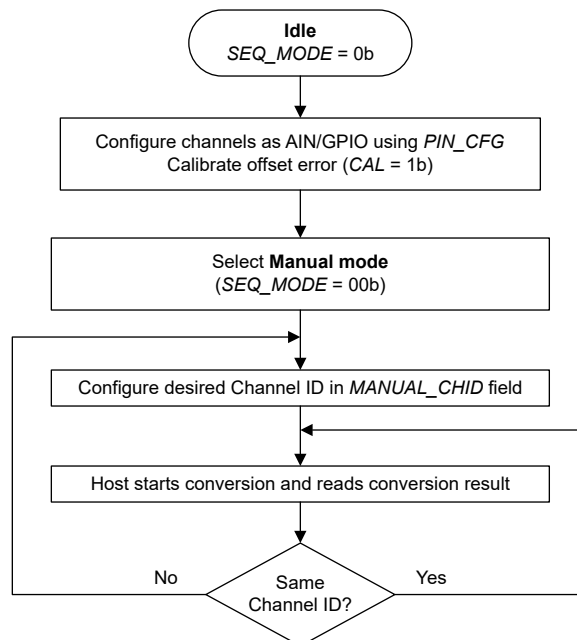 Idle
SEQ_MODE = 0b
Configure channels as AIN/GPIO using PIN_CFG
Calibrate offset error (CAL = 1b)
Select Manual mode
(SEQ_MODE = 00b)
Configure desired Channel ID in MANUAL_CHID field
Host starts conversion and reads conversion result
No
Same
Channel ID?
Yes